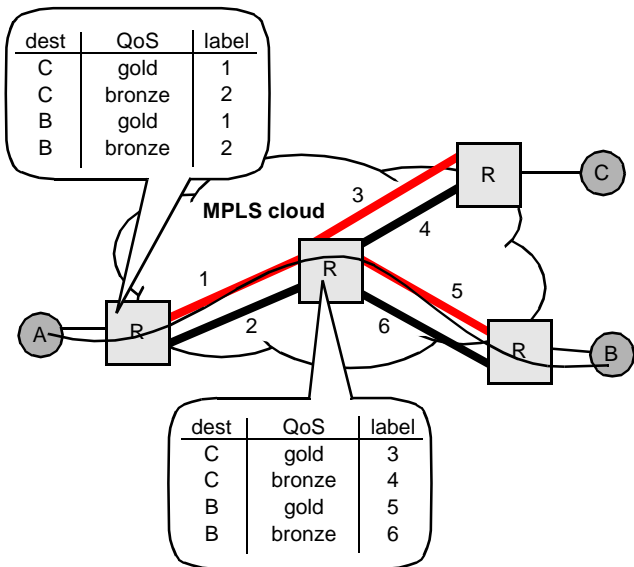 dest QoS label
C gold 1
C bronze 2
B gold 1
B bronze 2
R
C
3
MPLS cloud
4
R
1
5
A
R
2
6
R
B
dest QoS label
C gold 3
C bronze 4
B gold 5
B bronze 6